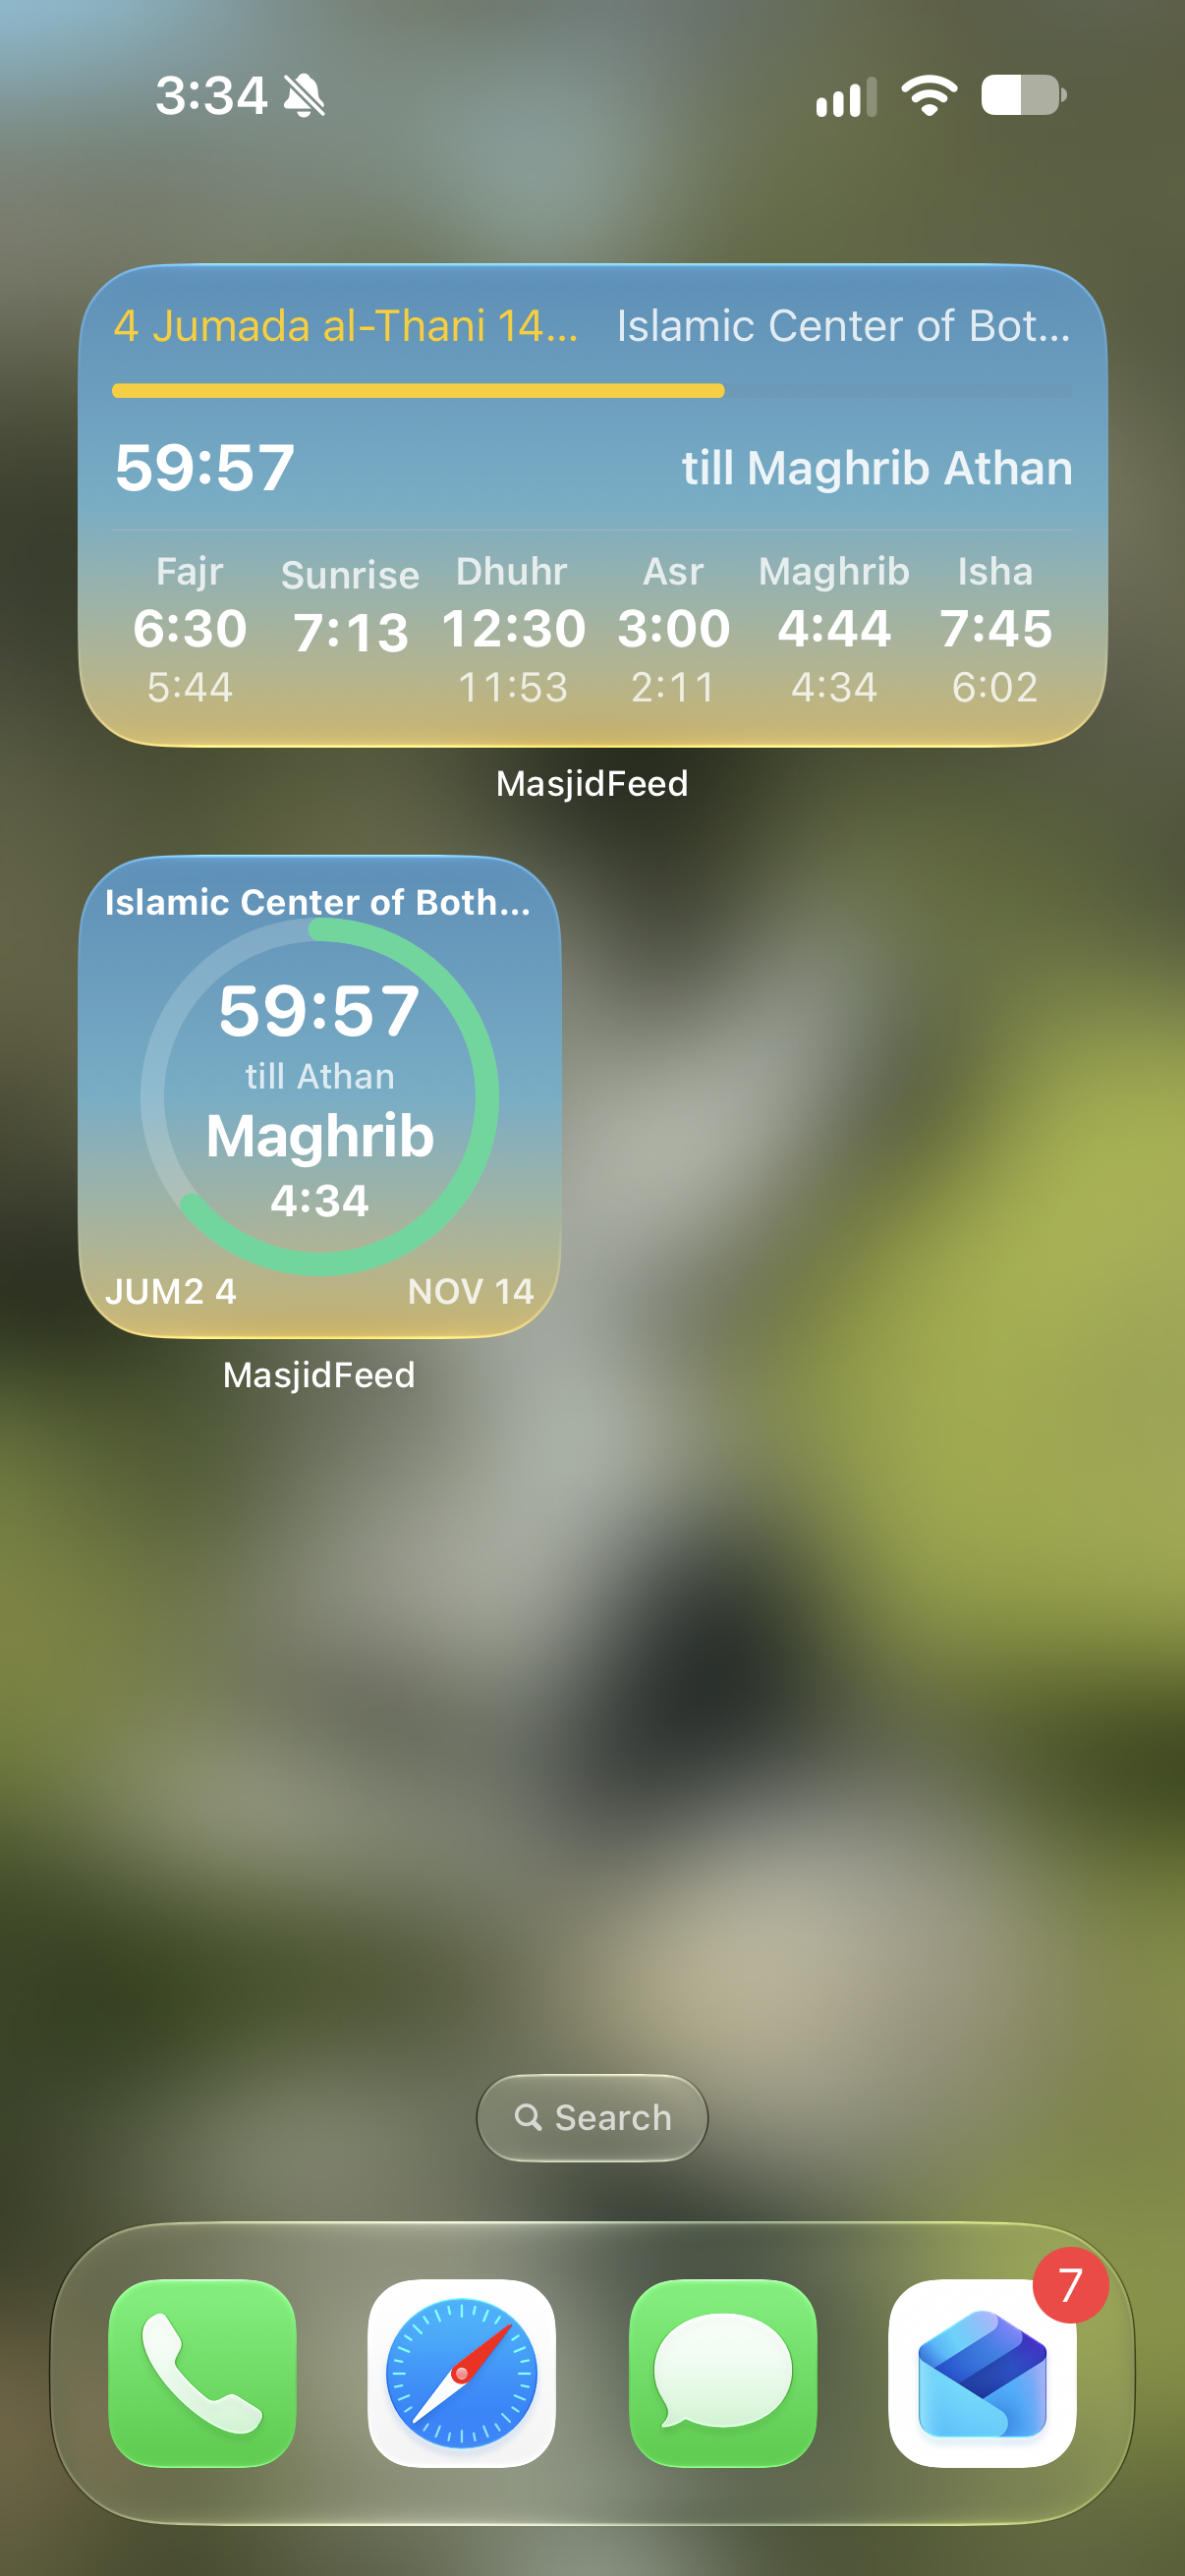 3:34
4 Jumada al-Thani 14... Islamic Center of Bot...
59:57 till Maghrib Athan
Fajr Sunrise Dhuhr Asr Maghrib Isha
6:30 7:13 12:30 3:00 4:44 7:45
5:44 11:53 2:11 4:34 6:02
MasjidFeed
Islamic Center of Both...
59:57
till Athan
Maghrib
4:34
JUM2 4 NOV 14
MasjidFeed
Search
7